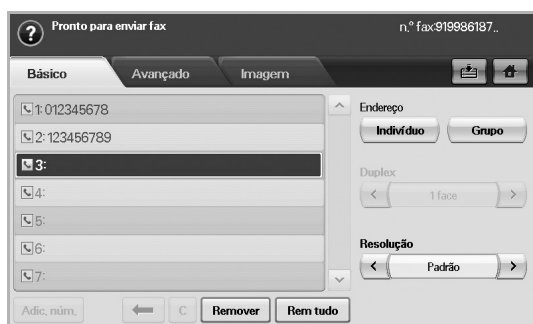 ? Pronto para enviar fax
n.º fax:919986187..
Básico
Avançado
Imagem
1: 012345678
2: 123456789
3:
4:
5:
6:
7:
Endereço
Indivíduo
Grupo
Duplex
< 1 face >
Resolução
< Padrão >
Adic. núm.
C
Remover
Rem tudo